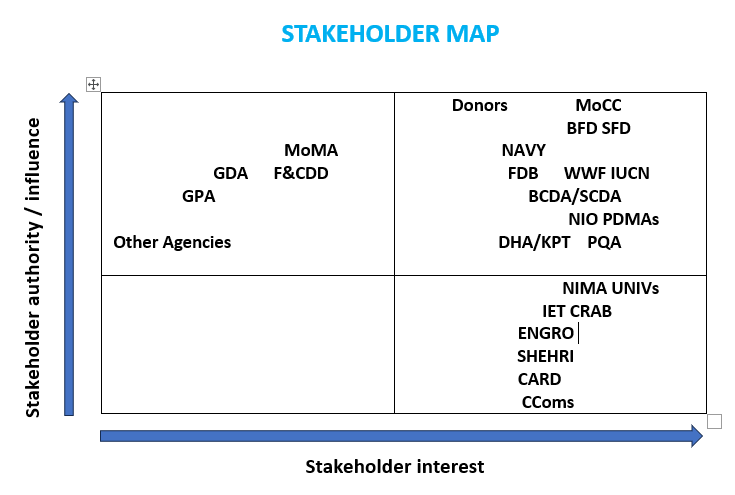 STAKEHOLDER MAP
Stakeholder authority / influence
MoMA
GDA F&CDD
GPA
Other Agencies
Donors MoCC
BFD SFD
NAVY
FDB WWF IUCN
BCDA/SCDA
NIO PDMAs
DHA/KPT PQA
NIMA UNIVs
IET CRAB
ENGRO
SHEHRI
CARD
CComs
Stakeholder interest